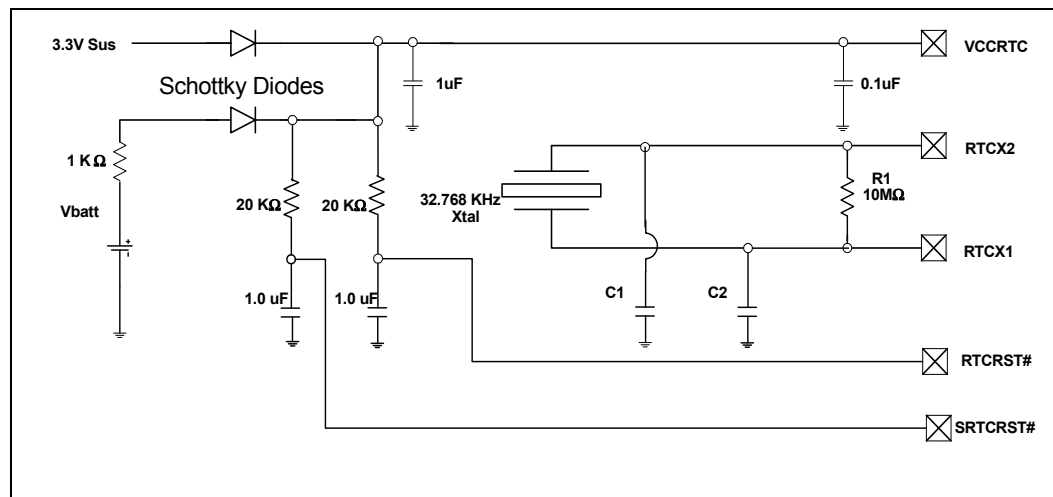 3.3V Sus
VCCRTC
Schottky Diodes
1uF
0.1uF
1 KΩ
RTCX2
R1
10MΩ
20 KΩ
20 KΩ
32.768 KHz
Xtal
Vbatt
+
-
RTCX1
1.0 uF
1.0 uF
C1
C2
RTCRST#
SRTCRST#